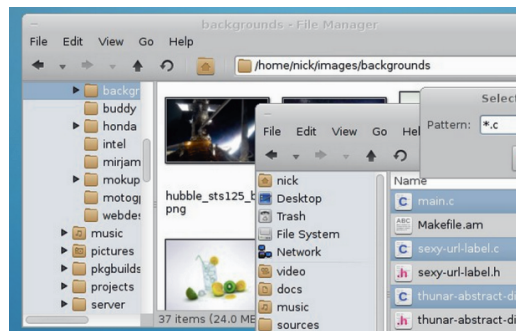 backgrounds - File Manager
File Edit View Go Help
/home/nick/images/backgrounds
backgr
buddy
honda
intel
mirjam
mokup
motog
webdes
music
pictures
pkgbuilds
projects
server
hubble_sts125_b
png
37 items (24.0 ME
File Edit View Go Hel
nick
Desktop
Trash
File System
Network
video
docs
music
sources
Select
Pattern: *.c
Name
main.c
Makefile.am
sexy-url-label.c
sexy-url-label.h
thunar-abstract-di
thunar-abstract-di